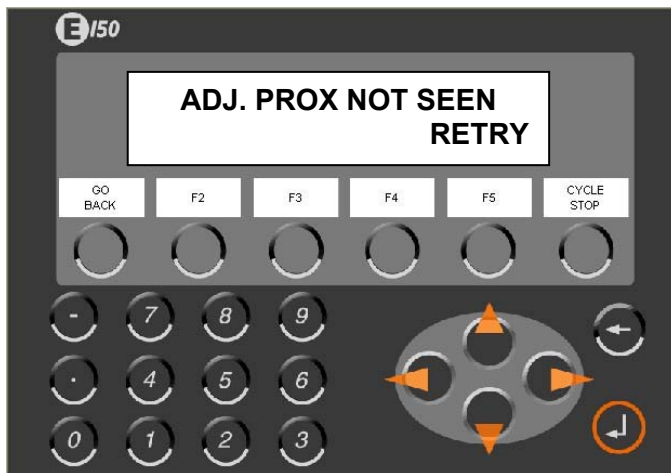 E 150
ADJ. PROX NOT SEEN
RETRY
GO BACK
F2
F3
F4
F5
CYCLE STOP
- 7 8 9
. 4 5 6
0 1 2 3